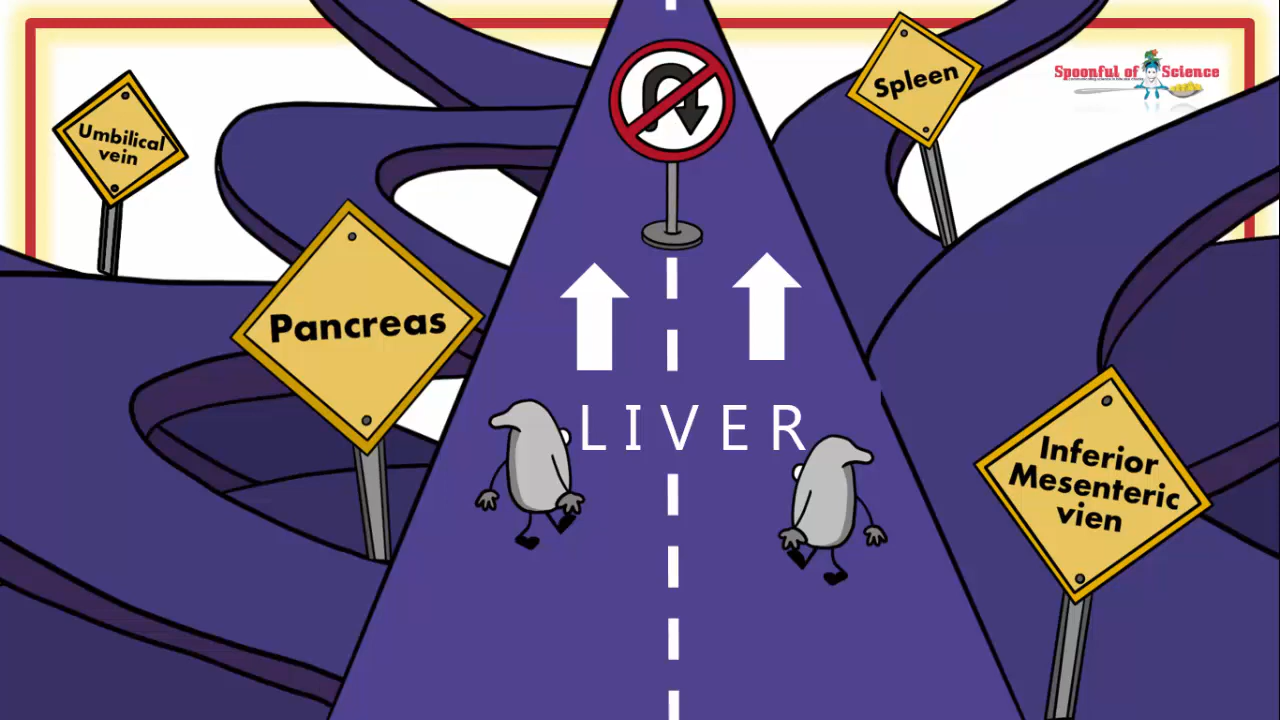 Spoonful of Science
Spleen
Umbilical
vein
Pancreas
LIVER
Inferior
Mesenteric
vien